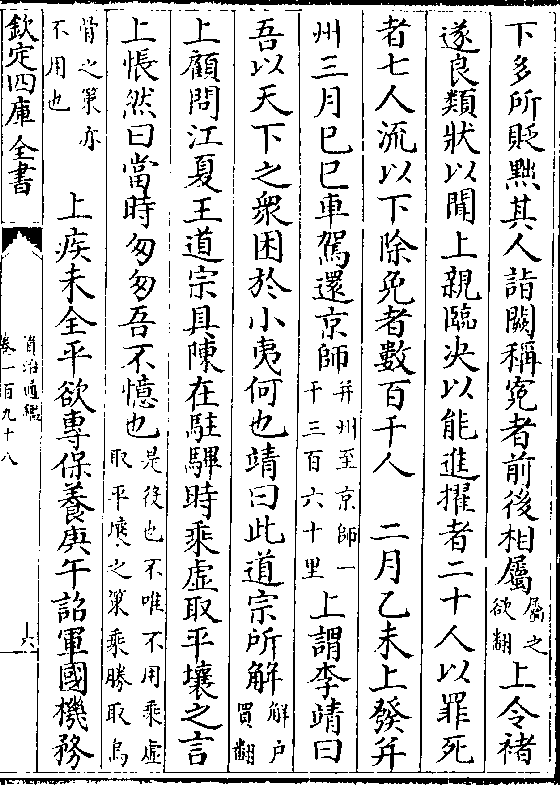 下多所貶黜其人詣闕稱寃者前後相屬屬之欲翻上令禇
遂良類狀以聞上親臨决以能進擢者二十人以罪死
者七人流以下除免者數百千人　二月乙未上發并
州三月已巳車駕還京師并州至京師一千三百六十里上謂李靖曰
吾以天下之衆困於小夷何也靖曰此道宗所解解户買翻
上顧問江夏王道宗具陳在駐驆時乘虛取平壤之言
上悵然曰當時匆匆吾不憶也是役也不唯不用乘虛取平壤之策乘勝取烏
骨之策亦不用也　上疾未全平欲專保養庚午詔軍國機務
欽定四庫全書
資治通鑑
卷一百九十八
六